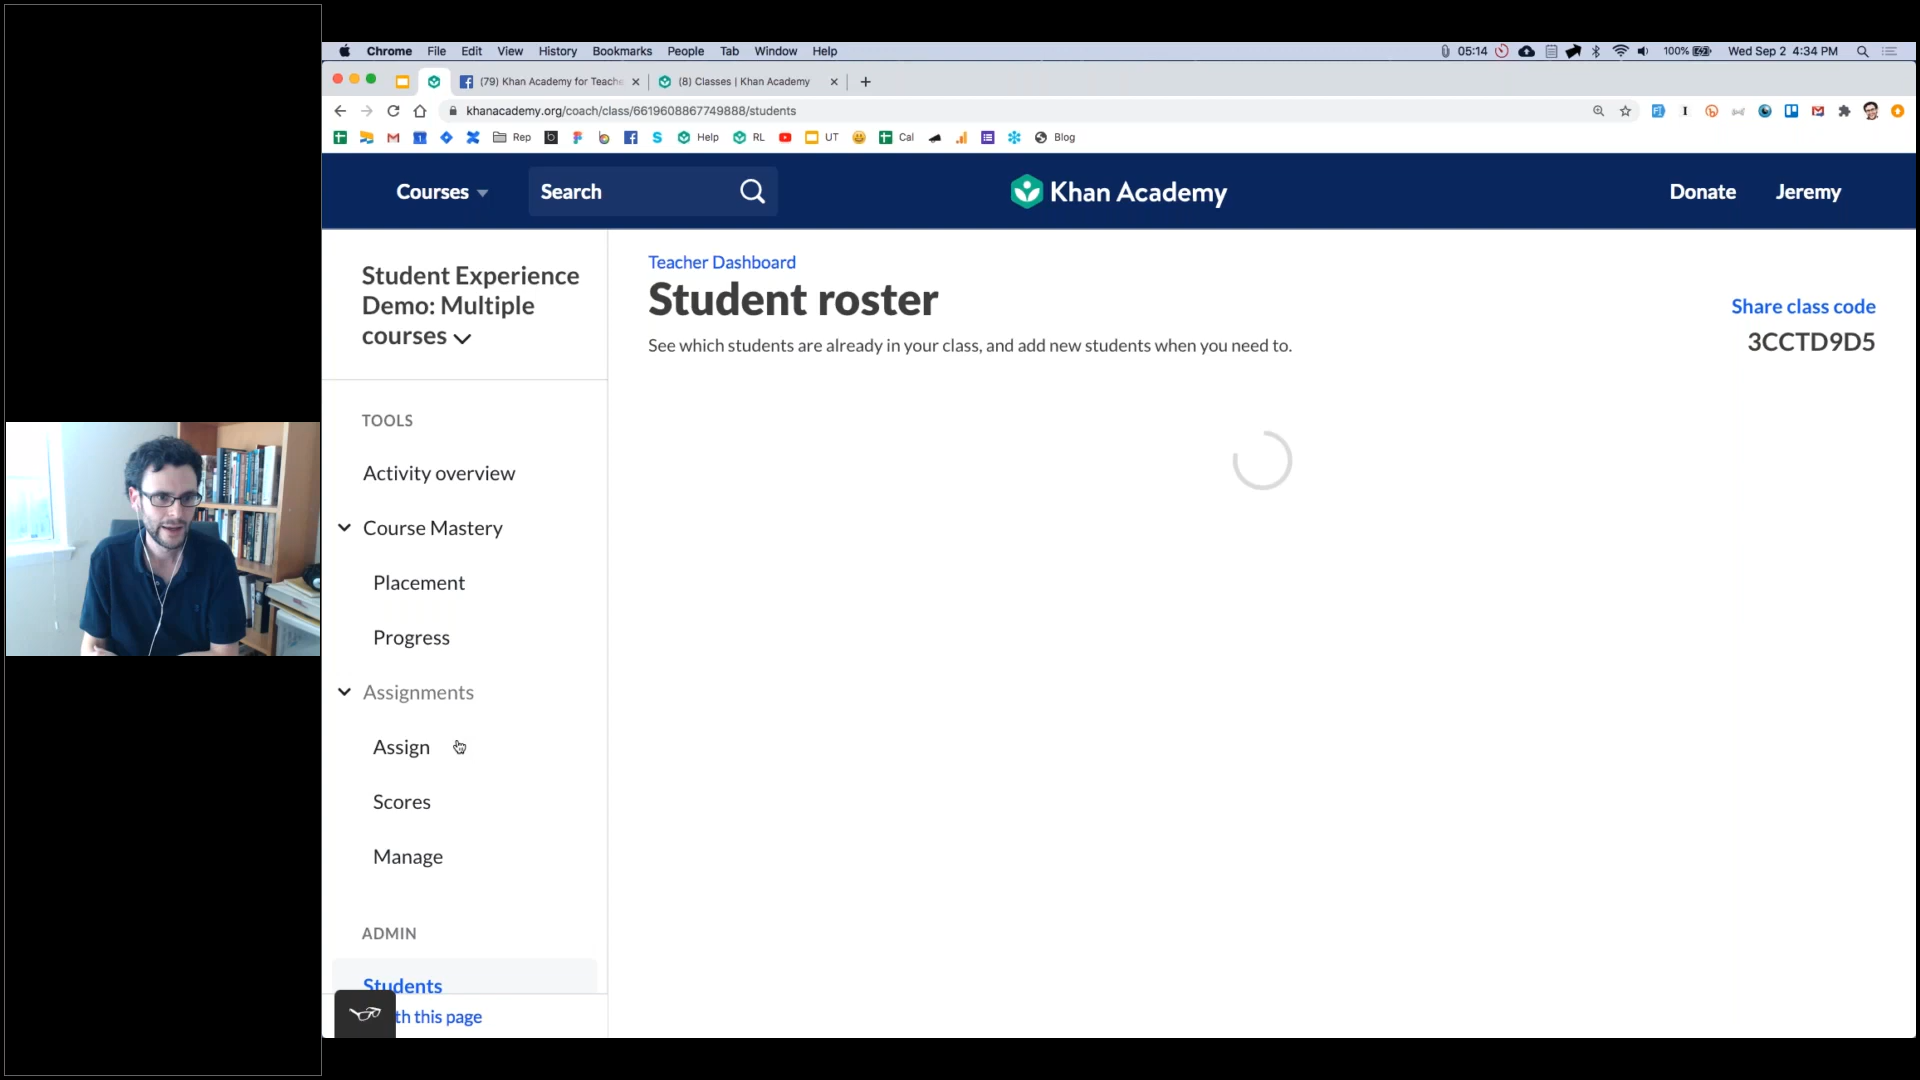 Chrome File Edit View History Bookmarks People Tab Window Help
05:14 100% Wed Sep 2 4:34 PM
(79) Khan Academy for Teache (8) Classes | Khan Academy
khanacademy.org/coach/class/6619608867749888/students
Rep Help RL UT Cal Blog
Courses Search Khan Academy Donate Jeremy
Student Experience
Demo: Multiple
courses
Teacher Dashboard
Student roster
See which students are already in your class, and add new students when you need to.
Share class code
3CCTD9D5
TOOLS
Activity overview
Course Mastery
Placement
Progress
Assignments
Assign
Scores
Manage
ADMIN
Students
th this page